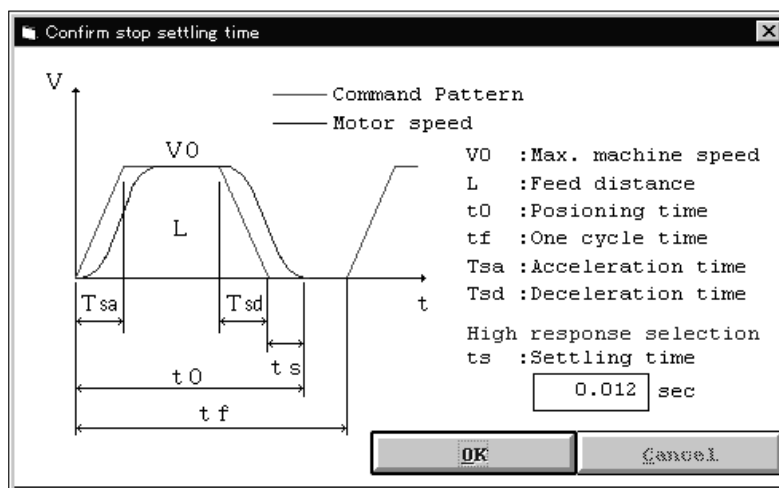 Confirm stop settling time
V
Command Pattern
Motor speed
V0
V0 :Max. machine speed
L :Feed distance
L
t0 :Posioning time
tf :One cycle time
Tsa :Acceleration time
t
Tsa
Tsd
Tsd :Deceleration time
High response selection
ts
ts :Settling time
t0
0.012 sec
tf
OK
Cancel